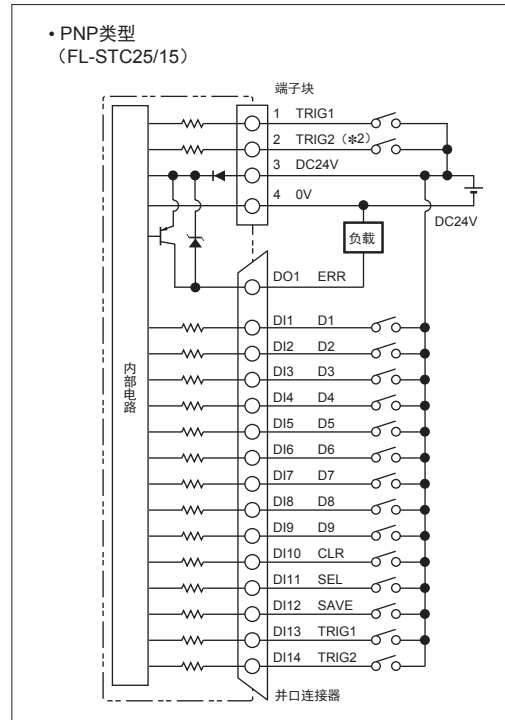 • PNP类型
（FL-STC25/15）
端子块
1 TRIG1
2 TRIG2（*2）
3 DC24V
4 0V
DC24V
负载
DO1 ERR
DI1 D1
DI2 D2
DI3 D3
DI4 D4
DI5 D5
DI6 D6
DI7 D7
DI8 D8
DI9 D9
DI10 CLR
DI11 SEL
DI12 SAVE
DI13 TRIG1
DI14 TRIG2
内部电路
并口连接器